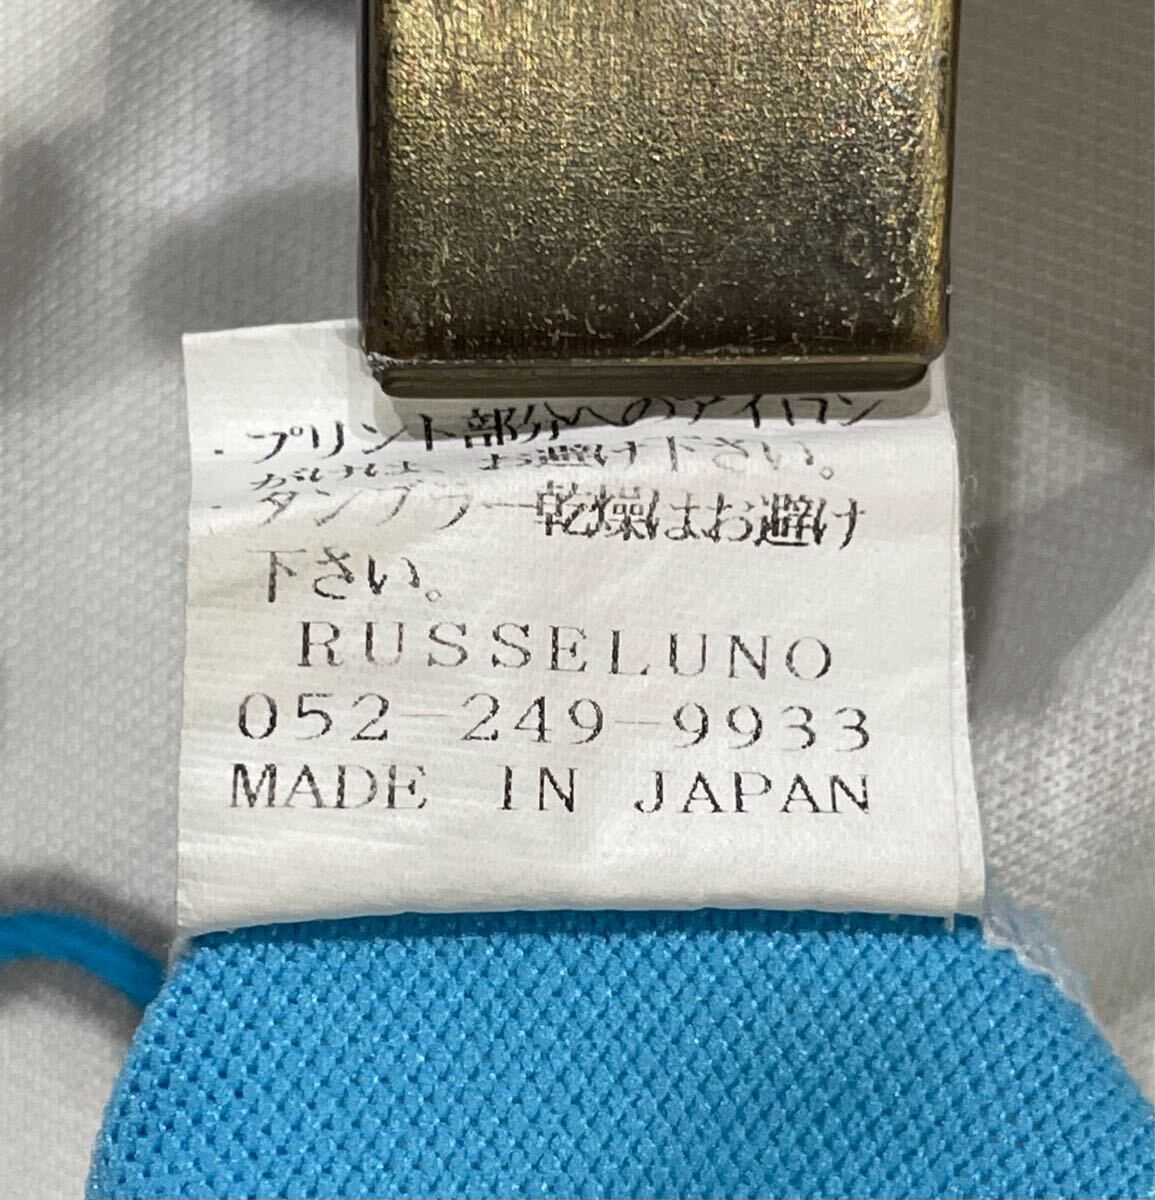 ・プリント部分へのアイロン
がけは、お避け下さい。
・タンブラー乾燥はお避け
下さい。
RUSSELUNO
052-249-9933
MADE IN JAPAN